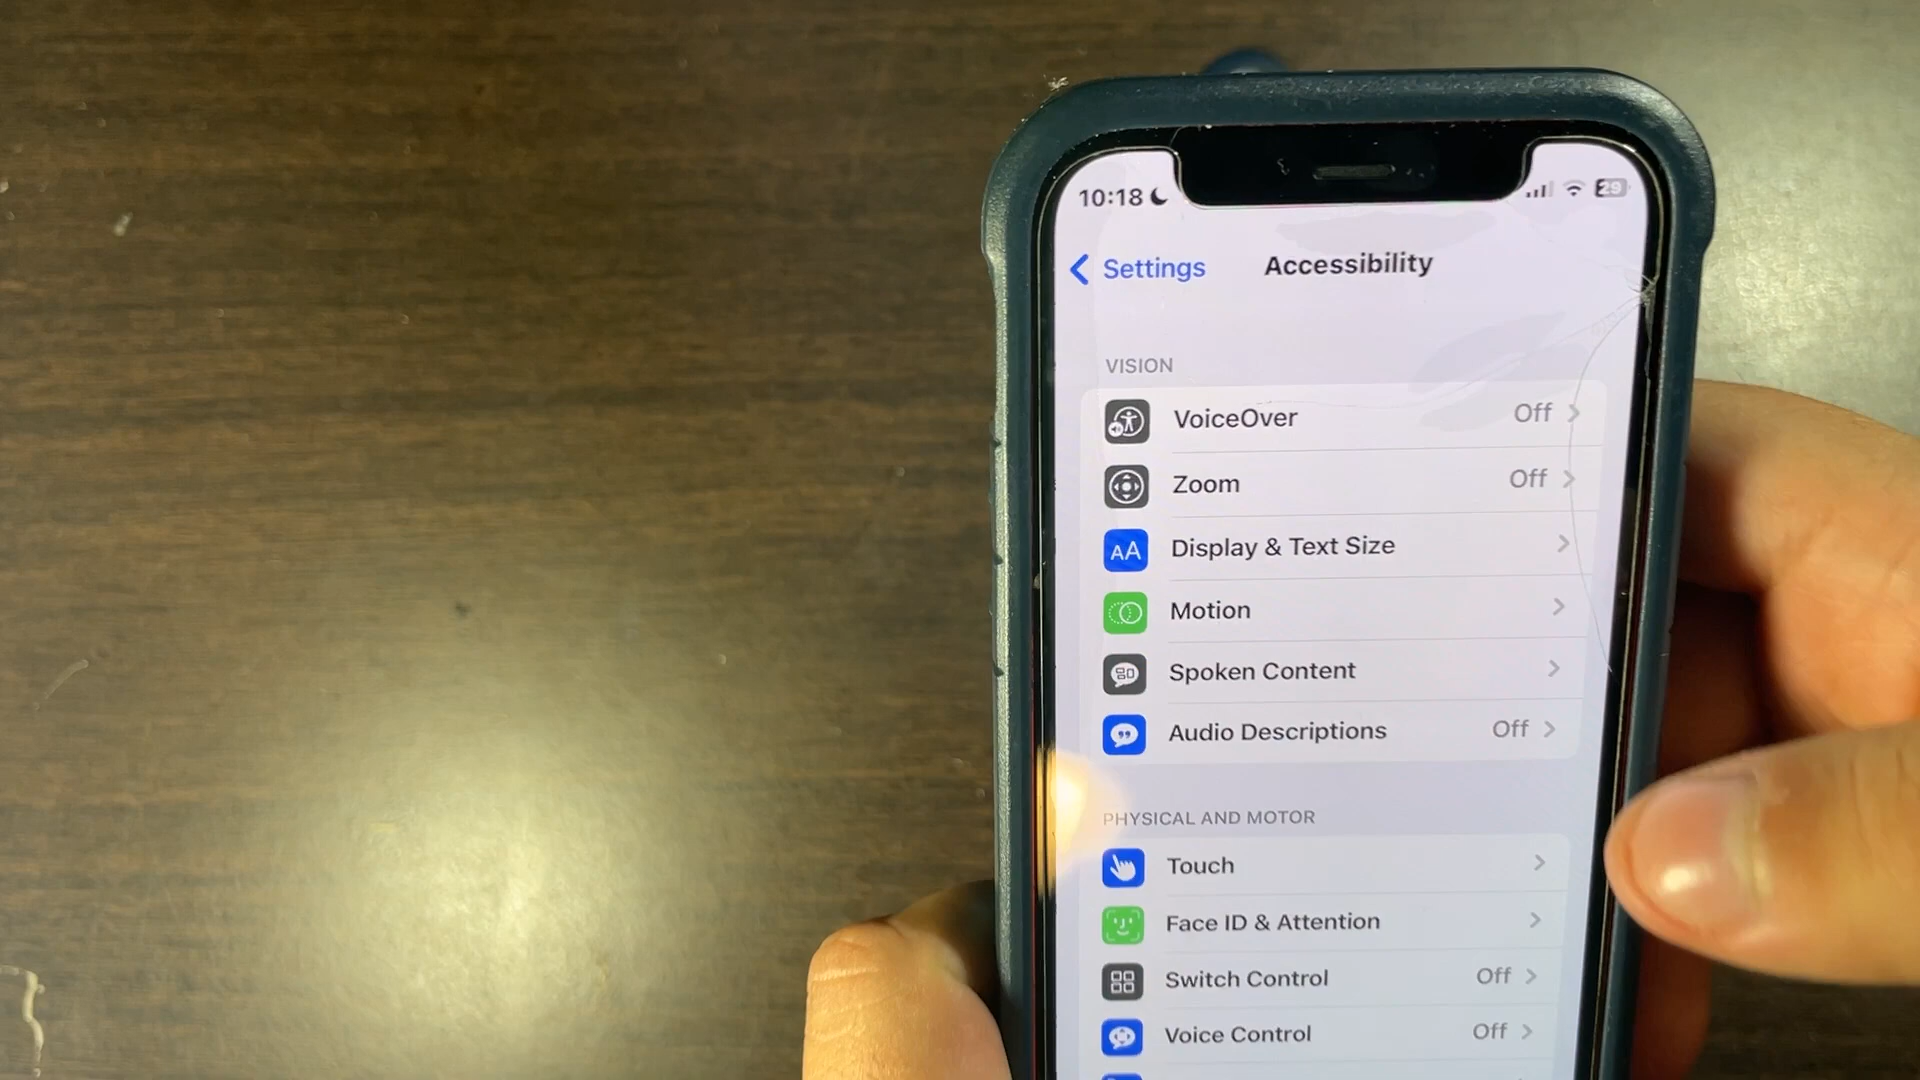 10:18 29
Settings Accessibility
VISION
VoiceOver Off
Zoom Off
AA Display & Text Size
Motion
Spoken Content
Audio Descriptions Off
PHYSICAL AND MOTOR
Touch
Face ID & Attention
Switch Control Off
Voice Control Off